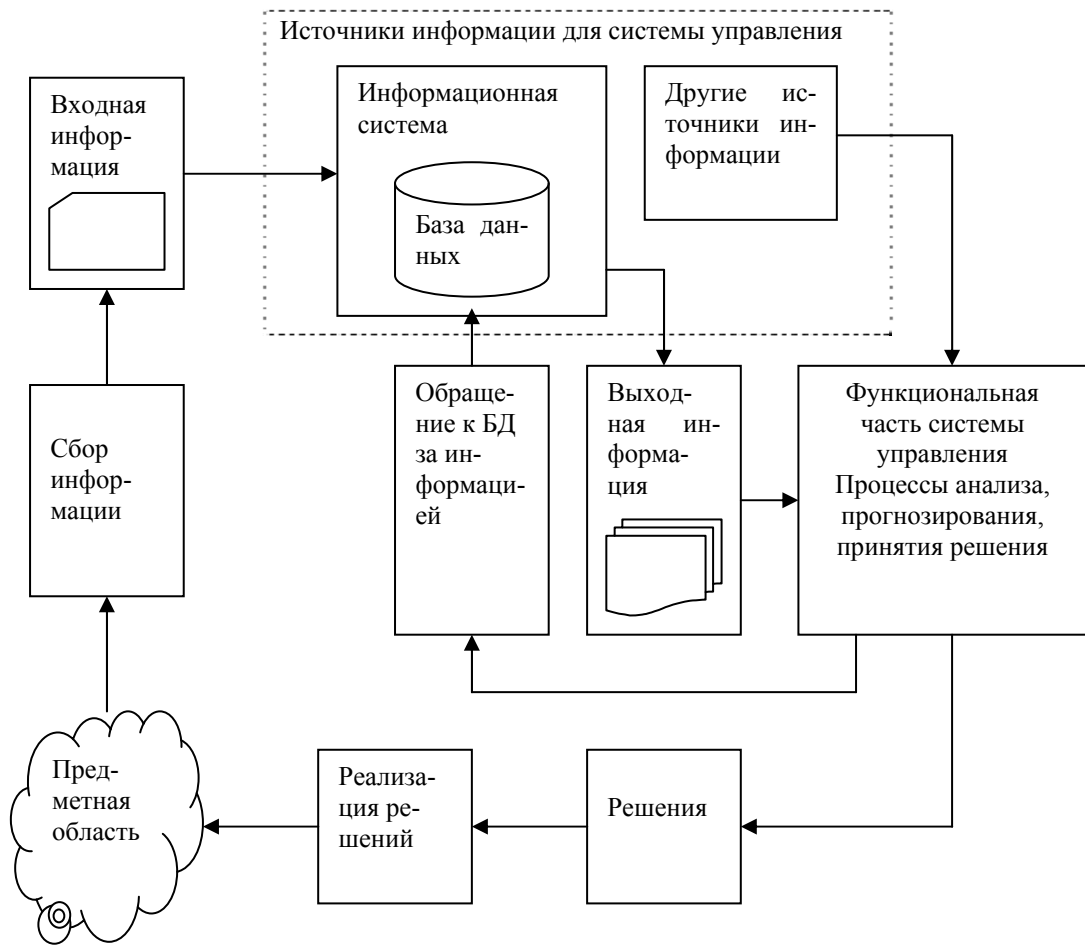 Источники информации для системы управления
Входная
инфор-
мация
Информационная
система
База дан-
ных
Другие ис-
точники ин-
формации
Сбор
инфор-
мации
Обраще-
ние к БД
за ин-
формаци-
ей
Выход-
ная ин-
форма-
ция
Функциональная
часть системы
управления
Процессы анализа,
прогнозирования,
принятия решения
Пред-
метная
область
Реализа-
ция ре-
шений
Решения